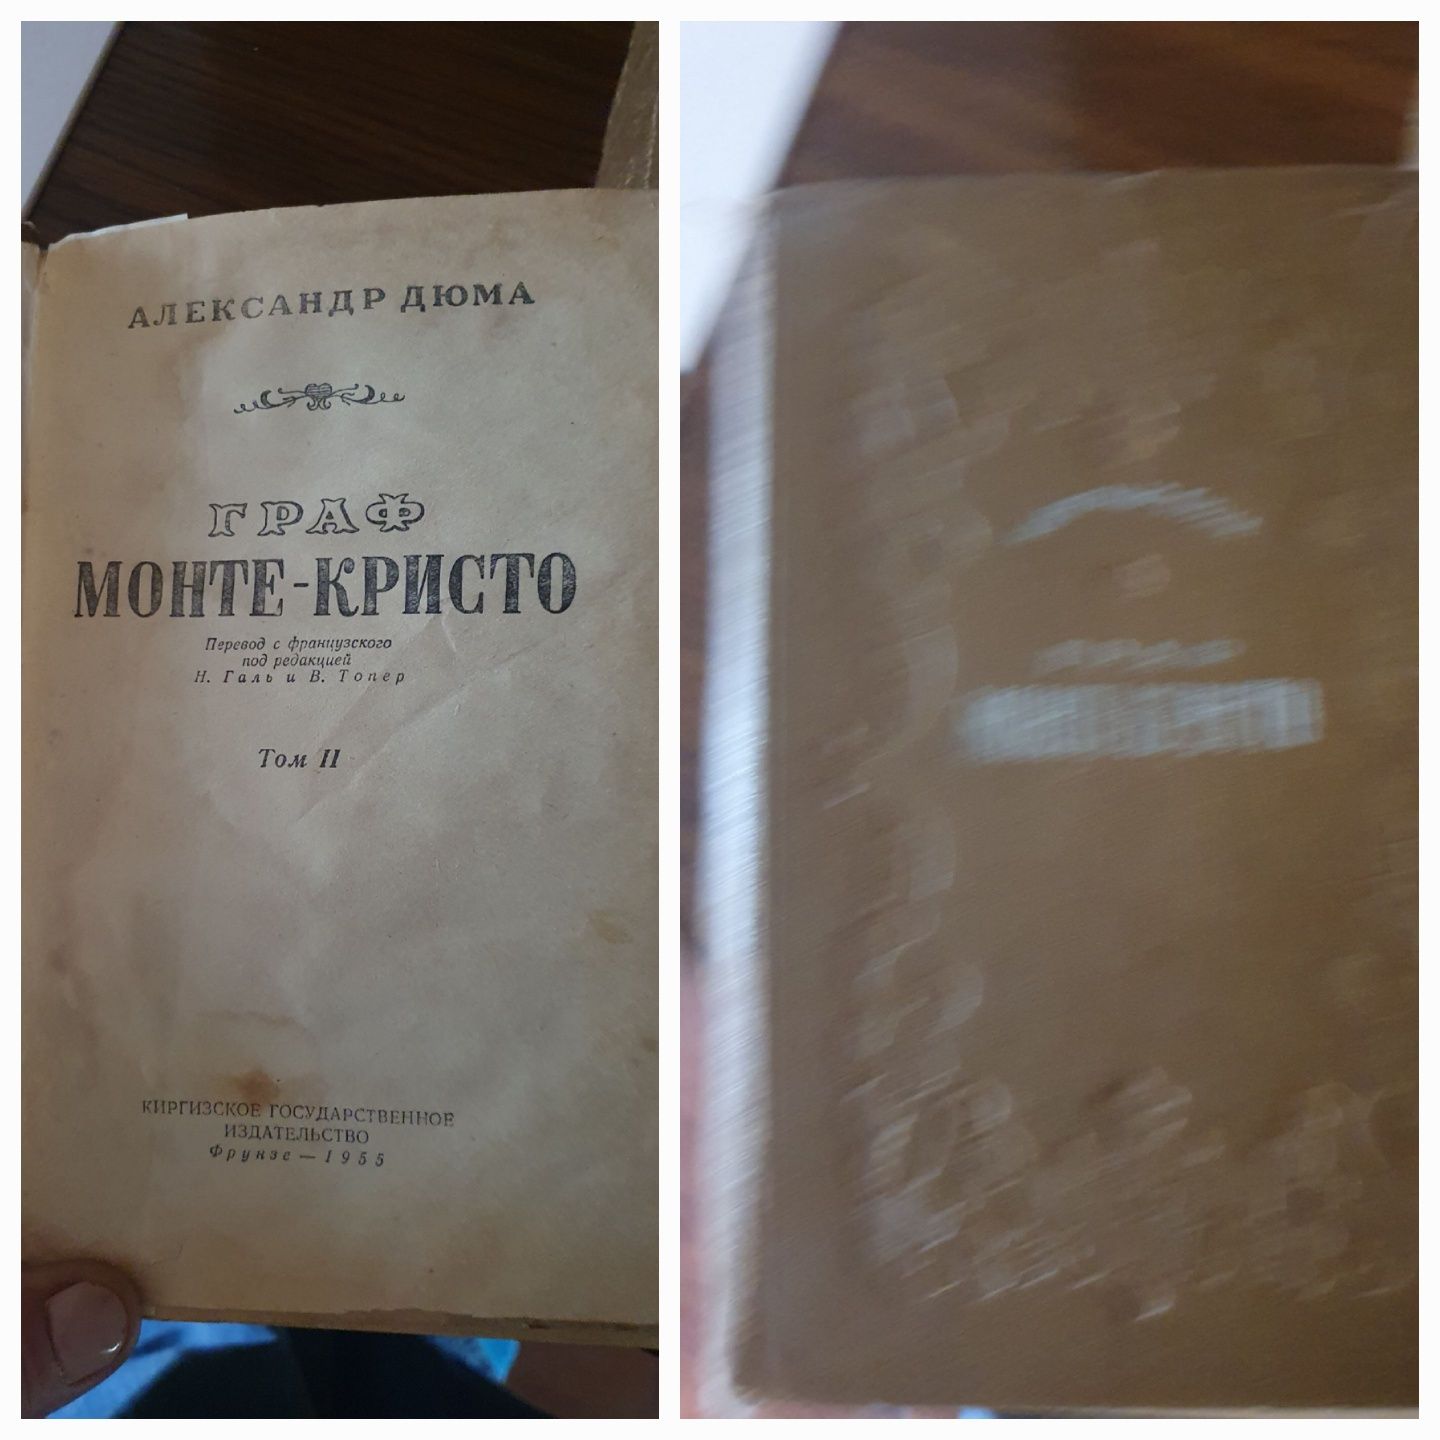 АЛЕКСАНДР ДЮМА
ГРАФ
МОНТЕ-КРИСТО
Перевод с французского
под редакцией
Н. Галь и В. Топер
Том II
КИРГИЗСКОЕ ГОСУДАРСТВЕННОЕ
ИЗДАТЕЛЬСТВО
Фрунзе — 1955